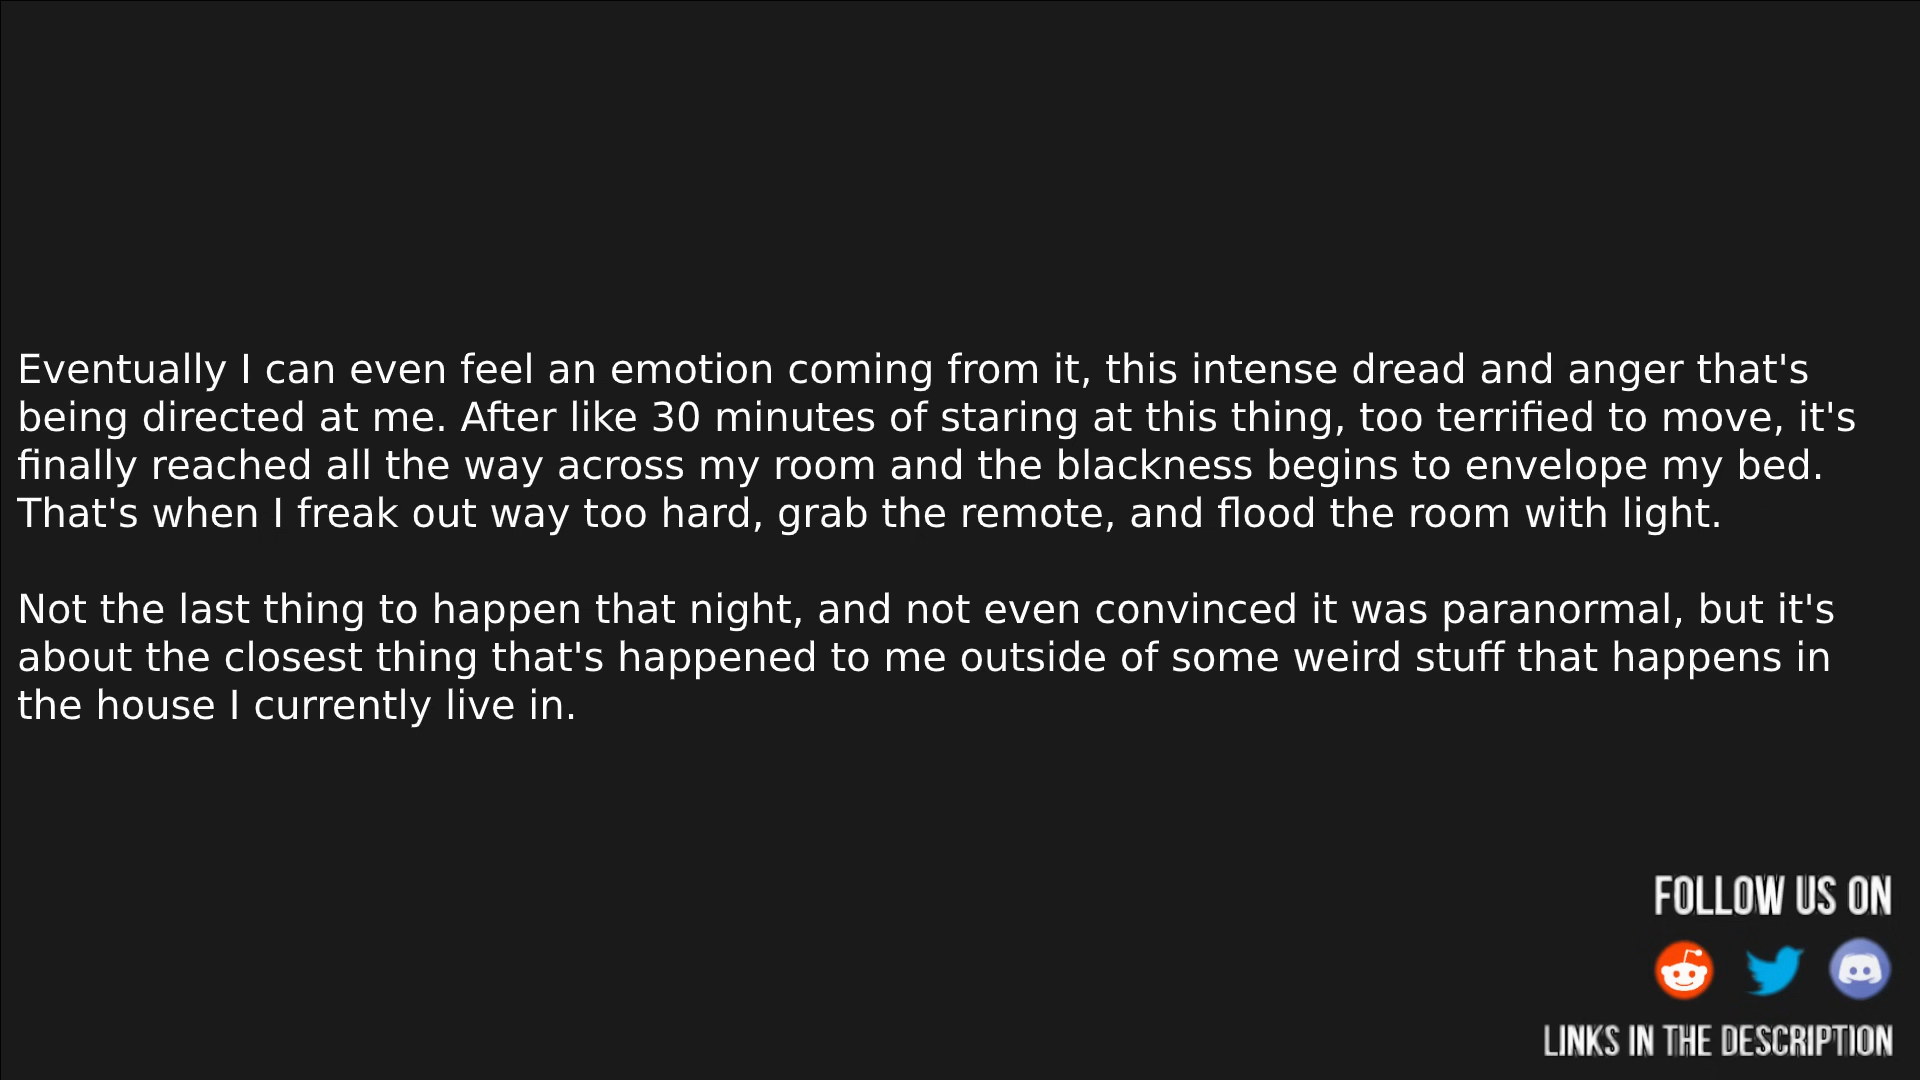 Eventually I can even feel an emotion coming from it, this intense dread and anger that's
being directed at me. After like 30 minutes of staring at this thing, too terrified to move, it's
finally reached all the way across my room and the blackness begins to envelope my bed.
That's when I freak out way too hard, grab the remote, and flood the room with light.
Not the last thing to happen that night, and not even convinced it was paranormal, but it's
about the closest thing that's happened to me outside of some weird stuff that happens in
the house I currently live in.
FOLLOW US ON
LINKS IN THE DESCRIPTION